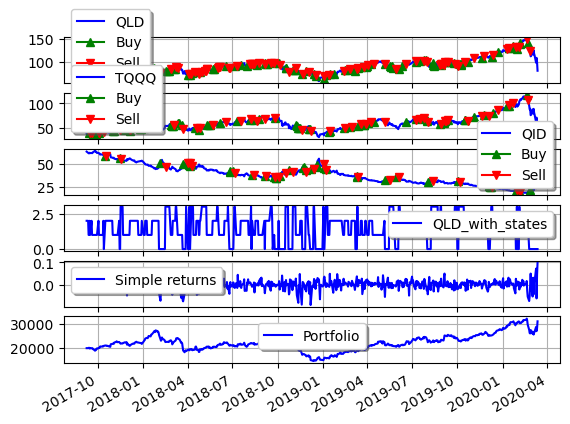 QLD
Buy
Sell
150
100
TQQQ
Buy
Sell
100
50
QID
Buy
Sell
50
25
QLD_with_states
2.5
0.0
Simple returns
0.1
0.0
Portfolio
30000
20000
2017-10
2018-01
2018-04
2018-07
2018-10
2019-01
2019-04
2019-07
2019-10
2020-01
2020-04